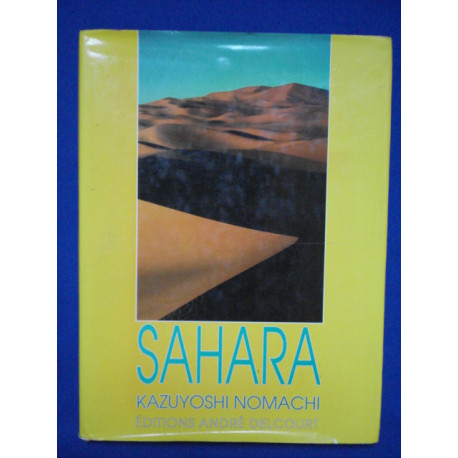 SAHARA
KAZUYOSHI NOMACHI
ÉDITIONS ANDRÉ DELCOURT